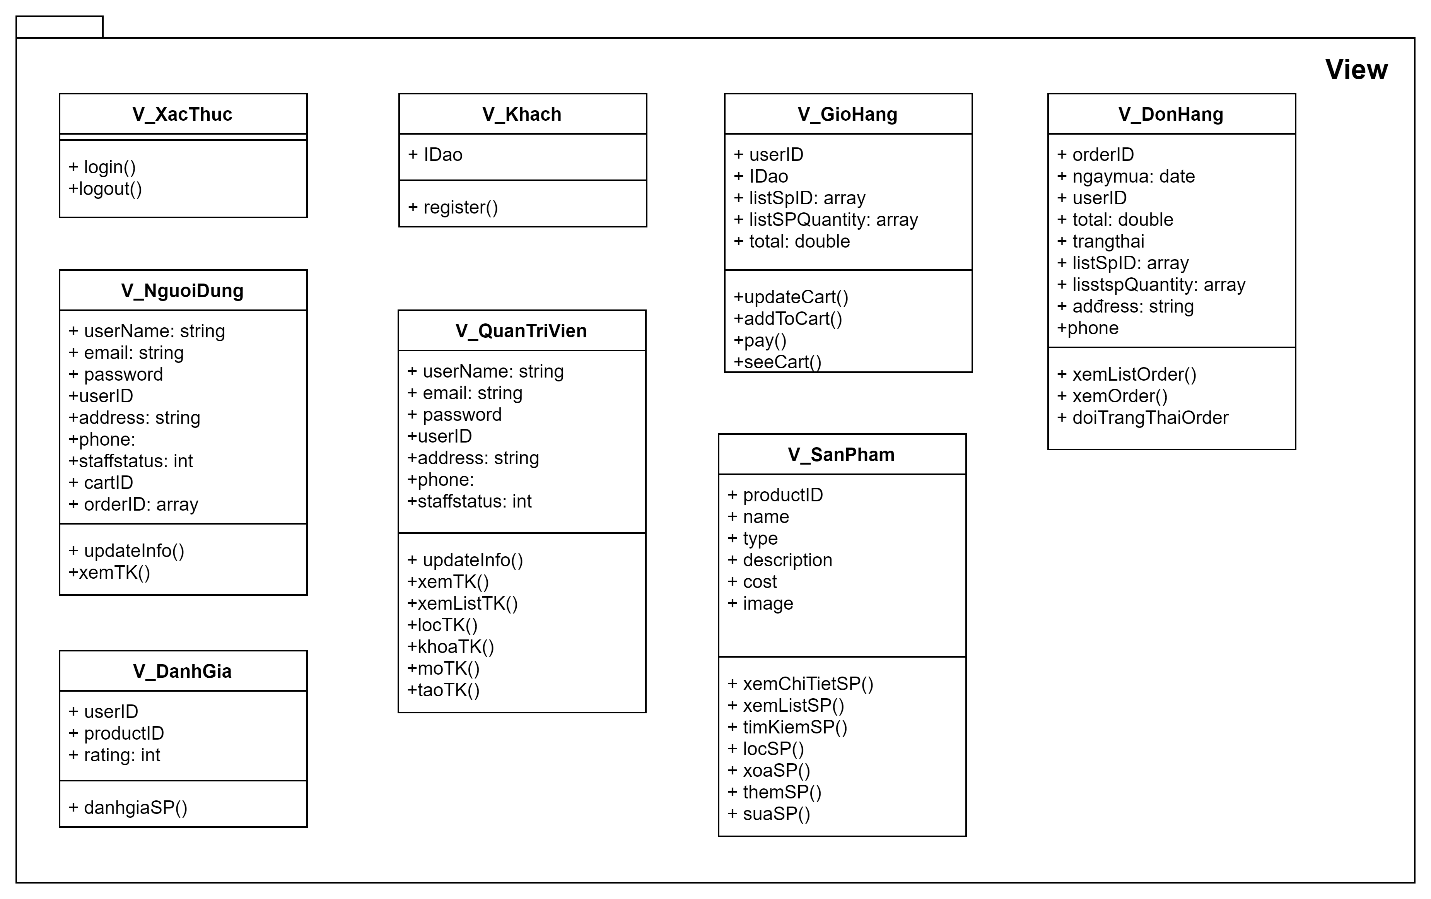 View
V_XacThuc
+ login()
+logout()
V_Khach
+ IDao
+ register()
V_GioHang
+ userID
+ IDao
+ listSpID: array
+ listSPQuantity: array
+ total: double
+updateCart()
+addToCart()
+pay()
+seeCart()
V_DonHang
+ orderID
+ ngaymua: date
+ userID
+ total: double
+ trangthai
+ listSpID: array
+ lisstspQuantity: array
+ address: string
+phone
+ xemListOrder()
+ xemOrder()
+ doiTrangThaiOrder
V_NguoiDung
+ userName: string
+ email: string
+ password
+userID
+address: string
+phone:
+staffstatus: int
+ cartID
+ orderID: array
+ updateInfo()
+xemTK()
V_QuanTriVien
+ userName: string
+ email: string
+ password
+userID
+address: string
+phone:
+staffstatus: int
+ updateInfo()
+xemTK()
+xemListTK()
+locTK()
+khoaTK()
+moTK()
+taoTK()
V_SanPham
+ productID
+ name
+ type
+ description
+ cost
+ image
+ xemChiTietSP()
+ xemListSP()
+ timKiemSP()
+ locSP()
+ xoaSP()
+ themSP()
+ suaSP()
V_DanhGia
+ userID
+ productID
+ rating: int
+ danhgiaSP()